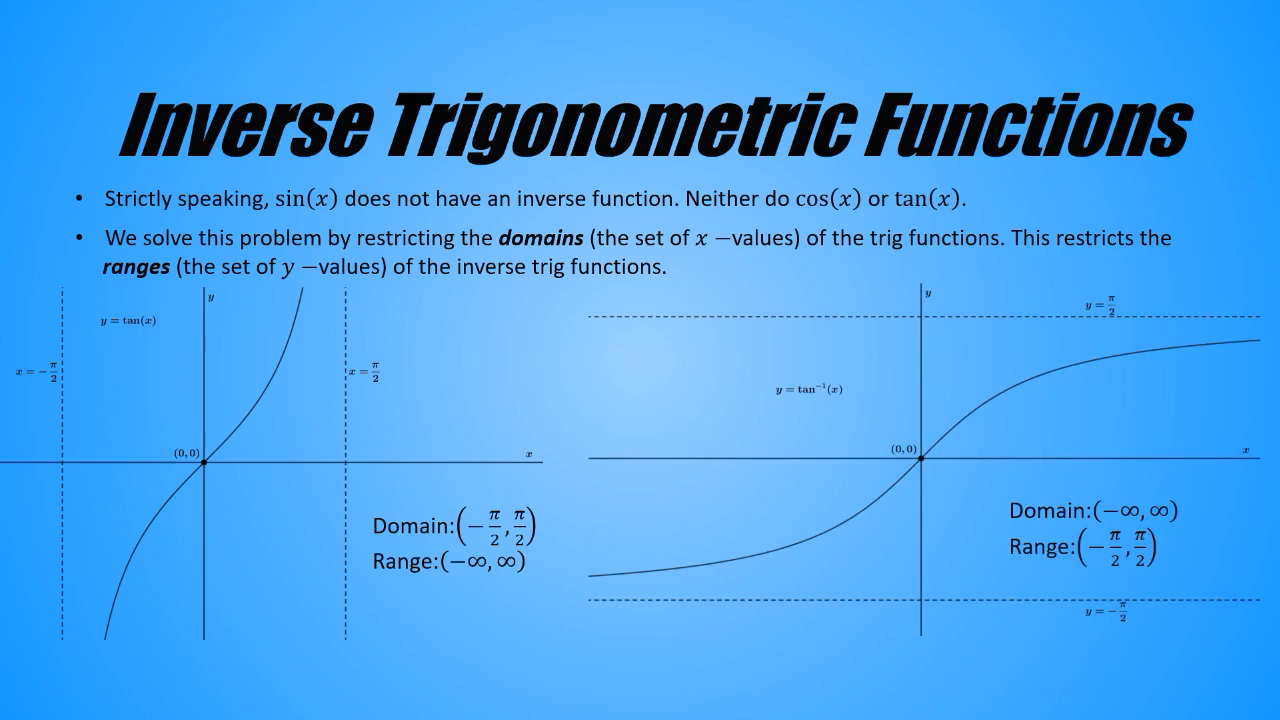 Inverse Trigonometric Functions
• Strictly speaking, sin(x) does not have an inverse function. Neither do cos(x) or tan(x).
• We solve this problem by restricting the domains (the set of x −values) of the trig functions. This restricts the
ranges (the set of y −values) of the inverse trig functions.
y
y = tan(x)
x = −π/2
x = π/2
(0, 0)
x
Domain:(−π/2, π/2)
Range:(−∞, ∞)
y
y = π/2
y = tan⁻¹(x)
(0, 0)
x
Domain:(−∞, ∞)
Range:(−π/2, π/2)
y = −π/2